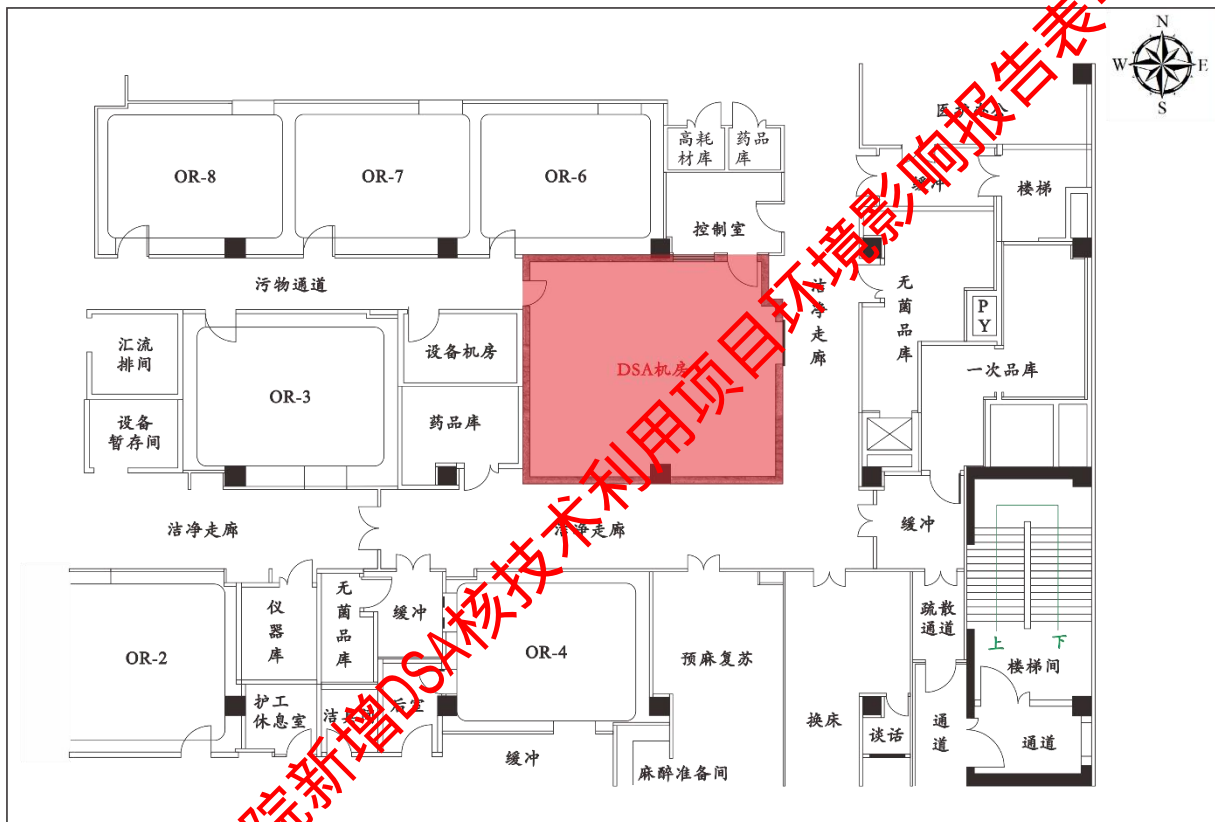 N
W
E
S
高耗
材库
药品
库
OR-8
OR-7
OR-6
缓冲
楼梯
控制室
污物通道
洁净走廊
无菌品库
P
Y
汇流
排间
设备机房
DSA机房
一次品库
OR-3
设备
暂存间
药品库
洁净走廊
洁净走廊
缓冲
无菌品库
仪器库
缓冲
疏散
通道
上
下
OR-2
OR-4
预麻复苏
楼梯间
护工
休息室
后室
换床
谈话
通道
通道
缓冲
麻醉准备间
院新增DSA核技术利用项目环境影响报告表